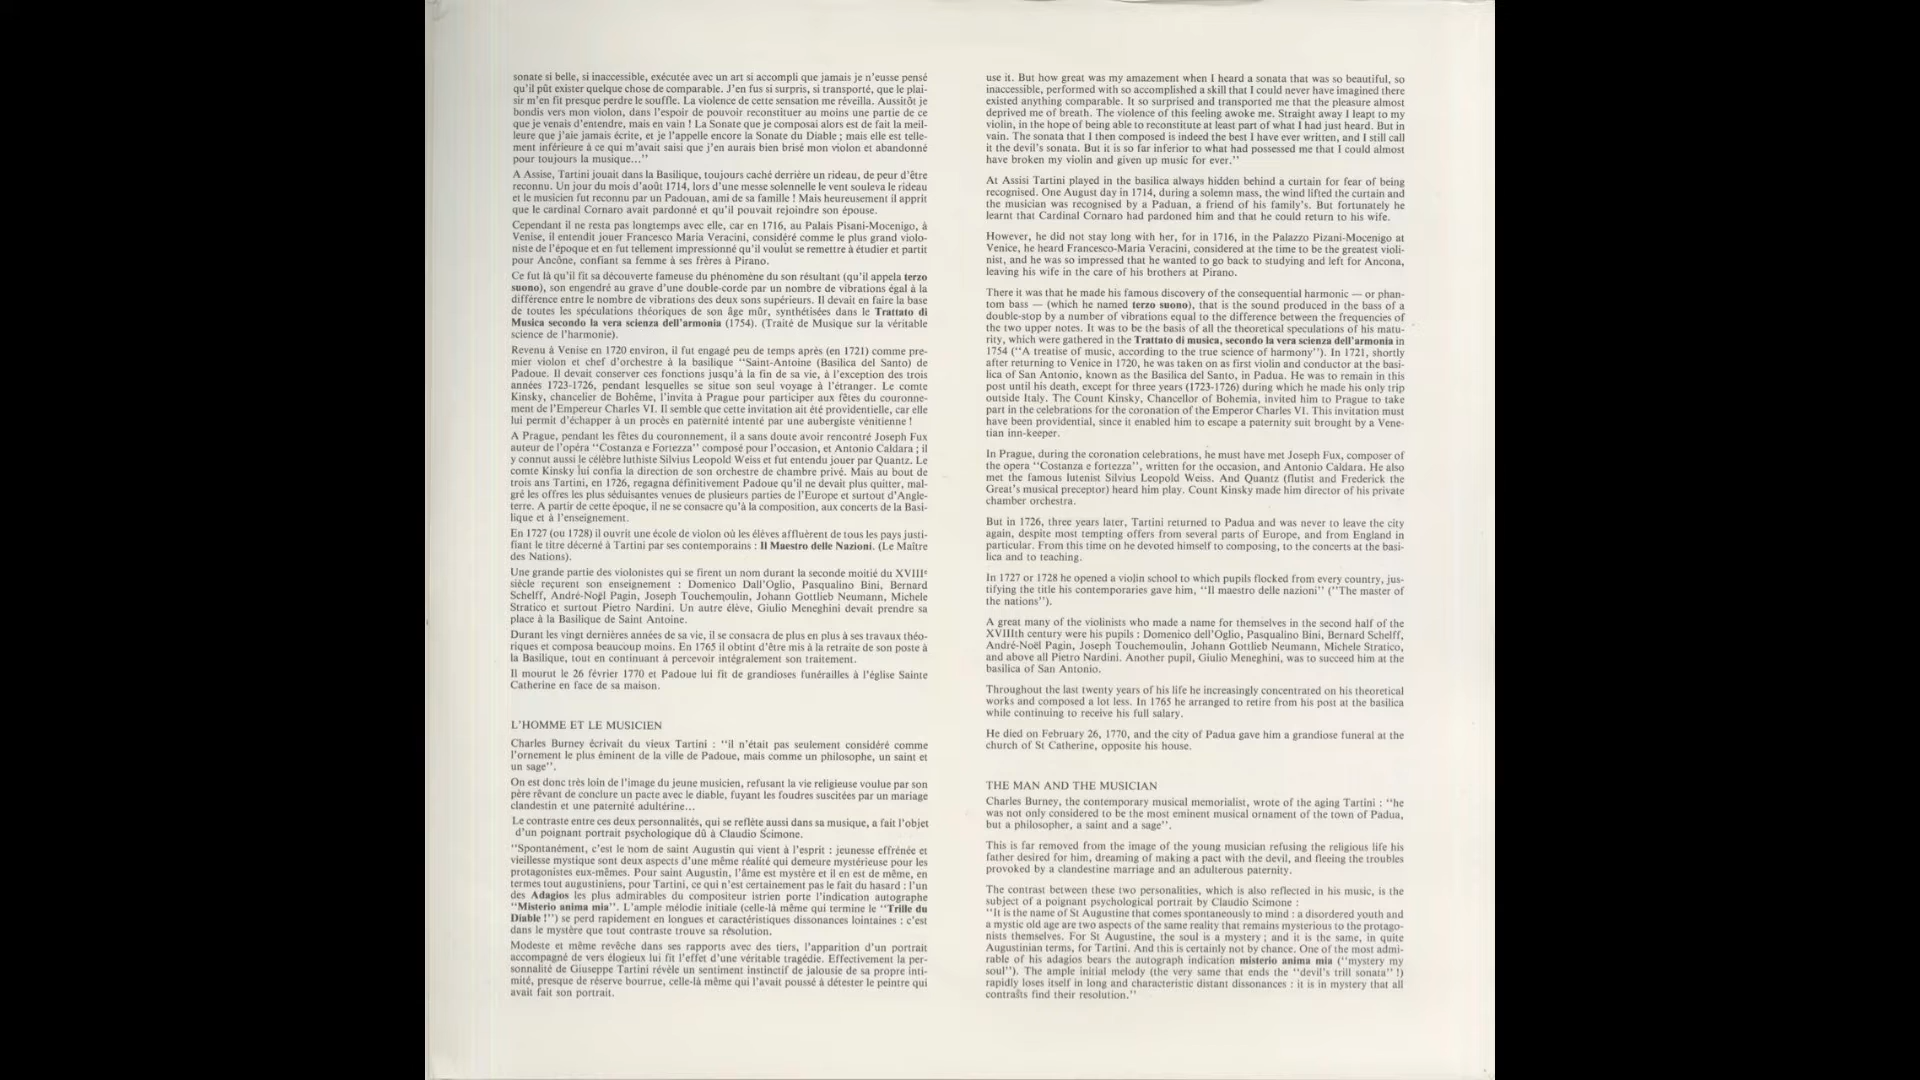 sonate si belle, si inaccessible, exécutée avec un art si accompli que jamais je n'eusse pensé
qu'il pût exister quelque chose de comparable. J'en fus si surpris, si transporté, que le plai-
sir m'en fit presque perdre le souffle. La violence de cette sensation me réveilla. Aussitôt je
bondis vers mon violon, dans l'espoir de pouvoir reconstituer au moins une partie de ce
que je venais d'entendre, mais en vain ! La Sonate que je composai alors est de fait la meil-
leure que j'aie jamais écrite, et je l'appelle encore la Sonate du Diable ; mais elle est telle-
ment inférieure à ce qui m'avait saisi que j'en aurais bien brisé mon violon et abandonné
pour toujours la musique..."
A Assise, Tartini jouait dans la Basilique, toujours caché derrière un rideau, de peur d'être
reconnu. Un jour du mois d'août 1714, lors d'une messe solennelle le vent souleva le rideau
et le musicien fut reconnu par un Padouan, ami de sa famille ! Mais heureusement il apprit
que le cardinal Cornaro avait pardonné et qu'il pouvait rejoindre son épouse.
Cependant il ne resta pas longtemps avec elle, car en 1716, au Palais Pisani-Mocenigo, à
Venise, il entendit jouer Francesco Maria Veracini, considéré comme le plus grand violo-
niste de l'époque et en fut tellement impressionné qu'il voulut se remettre à étudier et partit
pour Ancône, confiant sa femme à ses frères à Pirano.
Ce fut là qu'il fit sa découverte fameuse du phénomène du son résultant (qu'il appela terzo
suono), son engendré au grave d'une double-corde par un nombre de vibrations égal à la
différence entre le nombre de vibrations des deux sons supérieurs. Il devait en faire la base
de toutes les spéculations théoriques de son âge mûr, synthétisées dans le Trattato di
Musica secondo la vera scienza dell'armonia (1754). (Traité de Musique sur la véritable
science de l'harmonie).
Revenu à Venise en 1720 environ, il fut engagé peu de temps après (en 1721) comme pre-
mier violon et chef d'orchestre à la basilique "Saint-Antoine (Basilica del Santo) de
Padoue. Il devait conserver ces fonctions jusqu'à la fin de sa vie, à l'exception des trois
années 1723-1726, pendant lesquelles se situe son seul voyage à l'étranger. Le comte
Kinsky, chancelier de Bohême, l'invita à Prague pour participer aux fêtes du couronne-
ment de l'Empereur Charles VI. Il semble que cette invitation ait été providentielle, car elle
lui permit d'échapper à un procès en paternité intenté par une aubergiste vénitienne !
A Prague, pendant les fêtes du couronnement, il a sans doute avoir rencontré Joseph Fux
auteur de l'opéra "Costanza e Fortezza" composé pour l'occasion, et Antonio Caldara ; il
y connut aussi le célèbre luthiste Silvius Leopold Weiss et fut entendu jouer par Quantz. Le
comte Kinsky lui confia la direction de son orchestre de chambre privé. Mais au bout de
trois ans Tartini, en 1726, regagna définitivement Padoue qu'il ne devait plus quitter, mal-
gré les offres les plus séduisantes venues de plusieurs parties de l'Europe et surtout d'Angle-
terre. A partir de cette époque, il ne se consacre qu'à la composition, aux concerts de la Basi-
lique et à l'enseignement.
En 1727 (ou 1728) il ouvrit une école de violon où les élèves affluèrent de tous les pays justi-
fiant le titre décerné à Tartini par ses contemporains : Il Maestro delle Nazioni. (Le Maître
des Nations).
Une grande partie des violonistes qui se firent un nom durant la seconde moitié du XVIIIe
siècle reçurent son enseignement : Domenico Dall'Oglio, Pasqualino Bini, Bernard
Schelff, André-Noël Pagin, Joseph Touchemoulin, Johann Gottlieb Neumann, Michele
Stratico et surtout Pietro Nardini. Un autre élève, Giulio Meneghini devait prendre sa
place à la Basilique de Saint Antoine.
Durant les vingt dernières années de sa vie, il se consacra de plus en plus à ses travaux théo-
riques et composa beaucoup moins. En 1765 il obtint d'être mis à la retraite de son poste à
la Basilique, tout en continuant à percevoir intégralement son traitement.
Il mourut le 26 février 1770 et Padoue lui fit de grandioses funérailles à l'église Sainte
Catherine en face de sa maison.
L'HOMME ET LE MUSICIEN
Charles Burney écrivait du vieux Tartini : "il n'était pas seulement considéré comme
l'ornement le plus éminent de la ville de Padoue, mais comme un philosophe, un saint et
un sage".
On est donc très loin de l'image du jeune musicien, refusant la vie religieuse voulue par son
père rêvant de conclure un pacte avec le diable, fuyant les foudres suscitées par un mariage
clandestin et une paternité adultérine...
Le contraste entre ces deux personnalités, qui se reflète aussi dans sa musique, a fait l'objet
d'un poignant portrait psychologique dû à Claudio Scimone.
"Spontanément, c'est le nom de saint Augustin qui vient à l'esprit : jeunesse effrénée et
vieillesse mystique sont deux aspects d'une même réalité qui demeure mystérieuse pour les
protagonistes eux-mêmes. Pour saint Augustin, l'âme est mystère et il en est de même, en
termes tout augustiniens, pour Tartini, ce qui n'est certainement pas le fait du hasard : l'un
des Adagios les plus admirables du compositeur istrien porte l'indication autographe
"Misterio anima mia". L'ample mélodie initiale (celle-là même qui termine le "Trille du
Diable !") se perd rapidement en longues et caractéristiques dissonances lointaines : c'est
dans le mystère que tout contraste trouve sa résolution.
Modeste et même revêche dans ses rapports avec des tiers, l'apparition d'un portrait
accompagné de vers élogieux lui fit l'effet d'une véritable tragédie. Effectivement la per-
sonnalité de Giuseppe Tartini révèle un sentiment instinctif de jalousie de sa propre inti-
mité, presque de réserve bourrue, celle-là même qui l'avait poussé à détester le peintre qui
avait fait son portrait.
use it. But how great was my amazement when I heard a sonata that was so beautiful, so
inaccessible, performed with so accomplished a skill that I could never have imagined there
existed anything comparable. It so surprised and transported me that the pleasure almost
deprived me of breath. The violence of this feeling awoke me. Straight away I leapt to my
violin, in the hope of being able to reconstitute at least part of what I had just heard. But in
vain. The sonata that I then composed is indeed the best I have ever written, and I still call
it the devil's sonata. But it is so far inferior to what had possessed me that I could almost
have broken my violin and given up music for ever."
At Assisi Tartini played in the basilica always hidden behind a curtain for fear of being
recognised. One August day in 1714, during a solemn mass, the wind lifted the curtain and
the musician was recognised by a Paduan, a friend of his family's. But fortunately he
learnt that Cardinal Cornaro had pardoned him and that he could return to his wife.
However, he did not stay long with her, for in 1716, in the Palazzo Pizani-Mocenigo at
Venice, he heard Francesco-Maria Veracini, considered at the time to be the greatest violi-
nist, and he was so impressed that he wanted to go back to studying and left for Ancona,
leaving his wife in the care of his brothers at Pirano.
There it was that he made his famous discovery of the consequential harmonic — or phan-
tom bass — (which he named terzo suono), that is the sound produced in the bass of a
double-stop by a number of vibrations equal to the difference between the frequencies of
the two upper notes. It was to be the basis of all the theoretical speculations of his matu-
rity, which were gathered in the Trattato di musica, secondo la vera scienza dell'armonia in
1754 ("A treatise of music, according to the true science of harmony"). In 1721, shortly
after returning to Venice in 1720, he was taken on as first violin and conductor at the basi-
lica of San Antonio, known as the Basilica del Santo, in Padua. He was to remain in this
post until his death, except for three years (1723-1726) during which he made his only trip
outside Italy. The Count Kinsky, Chancellor of Bohemia, invited him to Prague to take
part in the celebrations for the coronation of the Emperor Charles VI. This invitation must
have been providential, since it enabled him to escape a paternity suit brought by a Vene-
tian inn-keeper.
In Prague, during the coronation celebrations, he must have met Joseph Fux, composer of
the opera "Costanza e fortezza", written for the occasion, and Antonio Caldara. He also
met the famous lutenist Silvius Leopold Weiss. And Quantz (flutist and Frederick the
Great's musical preceptor) heard him play. Count Kinsky made him director of his private
chamber orchestra.
But in 1726, three years later, Tartini returned to Padua and was never to leave the city
again, despite most tempting offers from several parts of Europe, and from England in
particular. From this time on he devoted himself to composing, to the concerts at the basi-
lica and to teaching.
In 1727 or 1728 he opened a violin school to which pupils flocked from every country, jus-
tifying the title his contemporaries gave him, "Il maestro delle nazioni" ("The master of
the nations").
A great many of the violinists who made a name for themselves in the second half of the
XVIIIth century were his pupils : Domenico dell'Oglio, Pasqualino Bini, Bernard Schelff,
André-Noël Pagin, Joseph Touchemoulin, Johann Gottlieb Neumann, Michele Stratico,
and above all Pietro Nardini. Another pupil, Giulio Meneghini, was to succeed him at the
basilica of San Antonio.
Throughout the last twenty years of his life he increasingly concentrated on his theoretical
works and composed a lot less. In 1765 he arranged to retire from his post at the basilica
while continuing to receive his full salary.
He died on February 26, 1770, and the city of Padua gave him a grandiose funeral at the
church of St Catherine, opposite his house.
THE MAN AND THE MUSICIAN
Charles Burney, the contemporary musical memorialist, wrote of the aging Tartini : "he
was not only considered to be the most eminent musical ornament of the town of Padua,
but a philosopher, a saint and a sage".
This is far removed from the image of the young musician refusing the religious life his
father desired for him, dreaming of making a pact with the devil, and fleeing the troubles
provoked by a clandestine marriage and an adulterous paternity.
The contrast between these two personalities, which is also reflected in his music, is the
subject of a poignant psychological portrait by Claudio Scimone :
"It is the name of St Augustine that comes spontaneously to mind : a disordered youth and
a mystic old age are two aspects of the same reality that remains mysterious to the protago-
nists themselves. For St Augustine, the soul is a mystery ; and it is the same, in quite
Augustinian terms, for Tartini. And this is certainly not by chance. One of the most admi-
rable of his adagios bears the autograph indication misterio anima mia ("mystery my
soul"). The ample initial melody (the very same that ends the "devil's trill sonata" !)
rapidly loses itself in long and characteristic distant dissonances : it is in mystery that all
contrasts find their resolution."